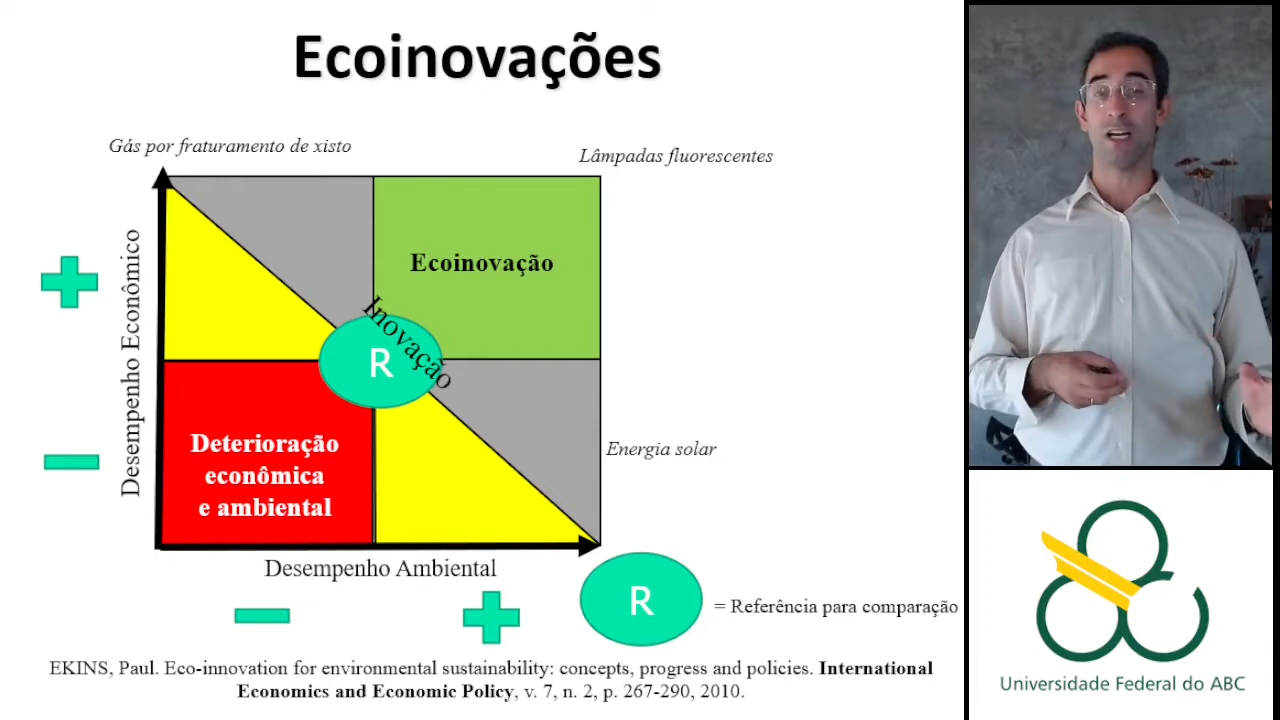 Ecoinovações
Gás por fraturamento de xisto
Lâmpadas fluorescentes
Desempenho Econômico
Ecoinovação
Inovação
R
Deterioração
econômica
e ambiental
Energia solar
Desempenho Ambiental
R
= Referência para comparação
EKINS, Paul. Eco-innovation for environmental sustainability: concepts, progress and policies. International
Economics and Economic Policy, v. 7, n. 2, p. 267-290, 2010.
Universidade Federal do ABC